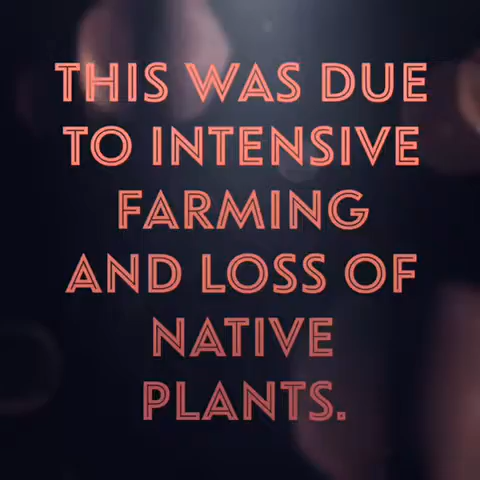 THIS WAS DUE
TO INTENSIVE
FARMING
AND LOSS OF
NATIVE
PLANTS.